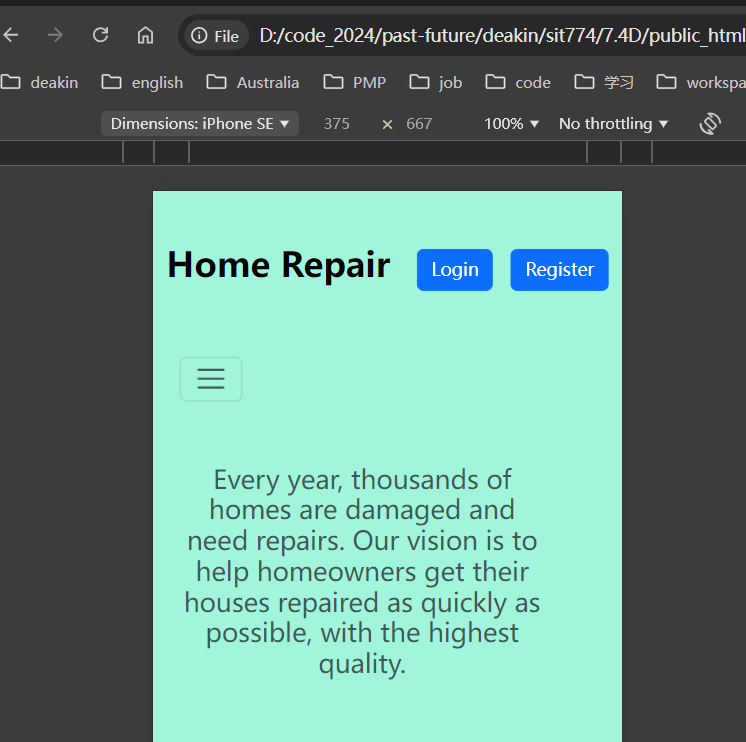 File D:/code_2024/past-future/deakin/sit774/7.4D/public_html
deakin english Australia PMP job code 学习 workspa
Dimensions: iPhone SE ▼ 375 × 667 100% ▼ No throttling ▼
Home Repair Login Register
Every year, thousands of
homes are damaged and
need repairs. Our vision is to
help homeowners get their
houses repaired as quickly as
possible, with the highest
quality.